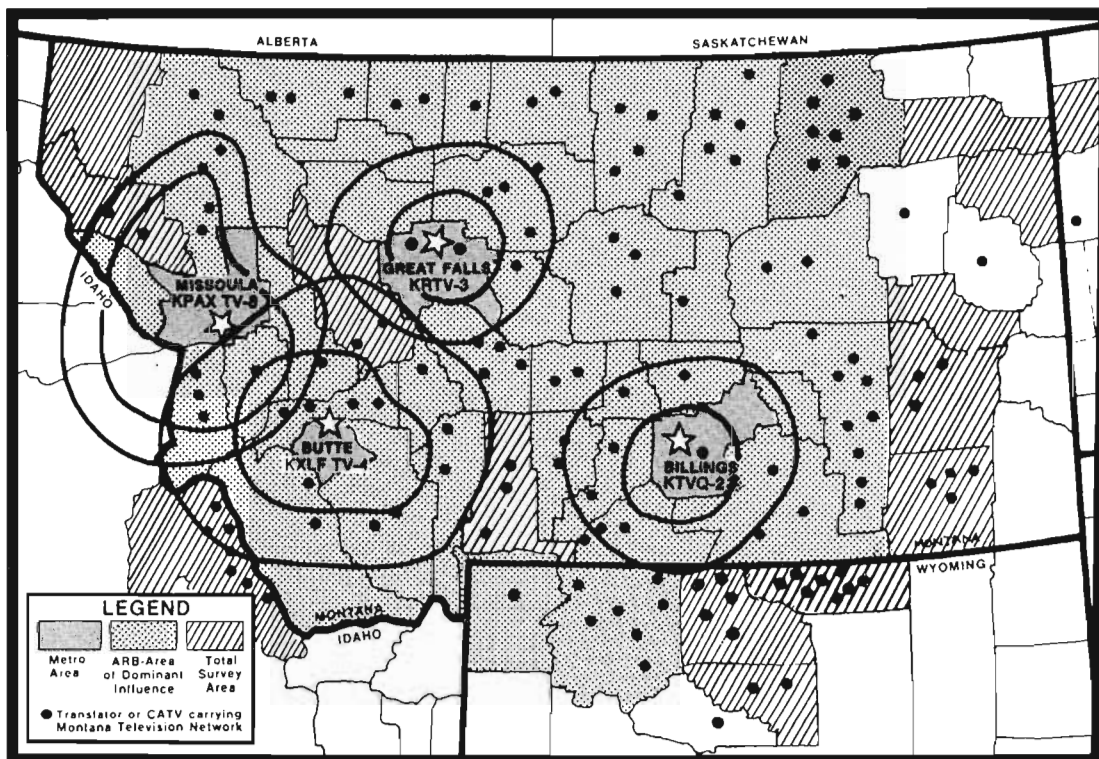 ALBERTA
SASKATCHEWAN
IDAHO
MISSOULA
KPAX TV-8
GREAT FALLS
KRTV-3
BUTTE
KXLF TV-4
BILLINGS
KTVQ-2
MONTANA
WYOMING
MONTANA
IDAHO
LEGEND
Metro
Area
ARB-Area
of Dominant
Influence
Total
Survey
Area
Translator or CATV carrying
Montana Television Network